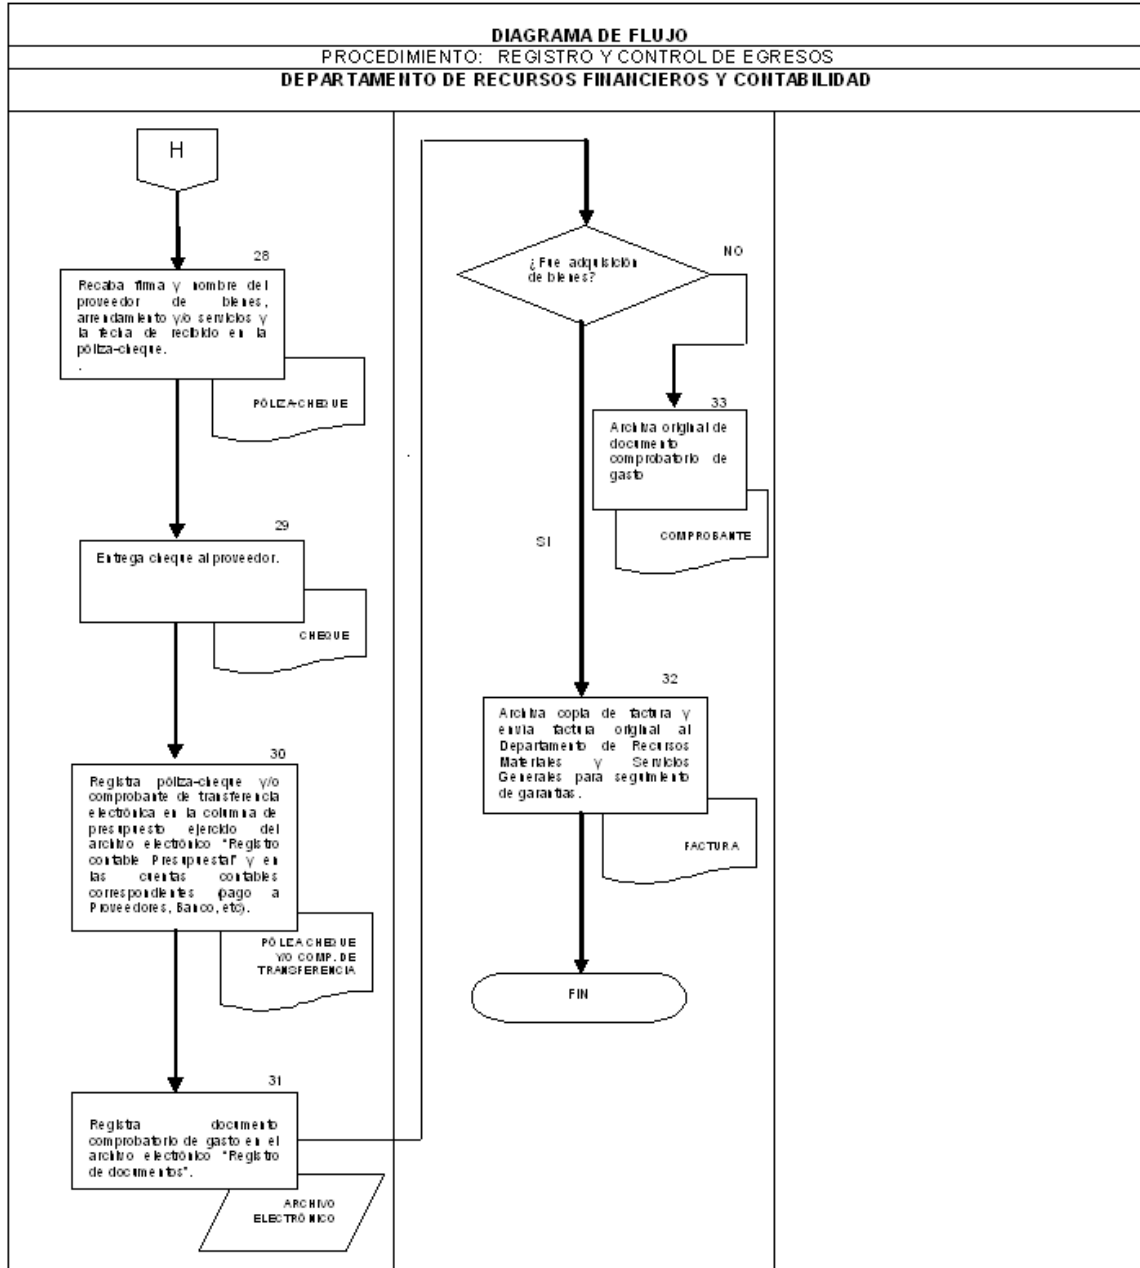 DIAGRAMA DE FLUJO
PROCEDIMIENTO: REGISTRO Y CONTROL DE EGRESOS
DEPARTAMENTO DE RECURSOS FINANCIEROS Y CONTABILIDAD
H
28
Recaba firma y nombre del
proveedor de bienes,
arrendamiento y/o servicios y
la fecha de recibido en la
póliza-cheque.
.
PÓLIZA-CHEQUE
29
Entrega cheque al proveedor.
CHEQUE
30
Registra póliza-cheque y/o
comprobante de transferencia
electrónica en la columna de
presupuesto ejercido del
archivo electrónico "Registro
contable Presupuestal" y en
las cuentas contables
correspondientes (pago a
Proveedores, Banco, etc).
PÓLIZA CHEQUE
Y/O COMP. DE
TRANSFERENCIA
31
Registra documento
comprobatorio de gasto en el
archivo electrónico "Registro
de documentos".
ARCHIVO
ELECTRÓNICO
¿Fue adquisición
de bienes?
NO
33
Archiva original de
documento
comprobatorio de
gasto
COMPROBANTE
SI
32
Archiva copia de factura y
envía factura original al
Departamento de Recursos
Materiales y Servicios
Generales para seguimiento
de garantías.
FACTURA
FIN